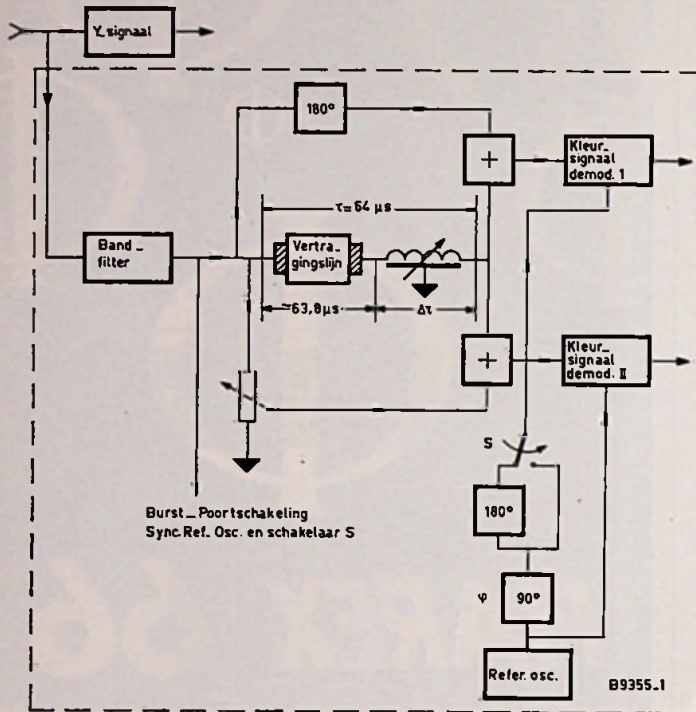 Y_signaal
180°
+
Kleur_
signaal
demod. I
τ= 64 µs
Band_
filter
Vertra_
gingslijn
≈63,8µs
Δτ
+
Kleur_
signaal
demod. II
S
Burst_Poortschakeling
Sync. Ref. Osc. en schakelaar S
180°
φ
90°
Refer. osc.
B9355_1